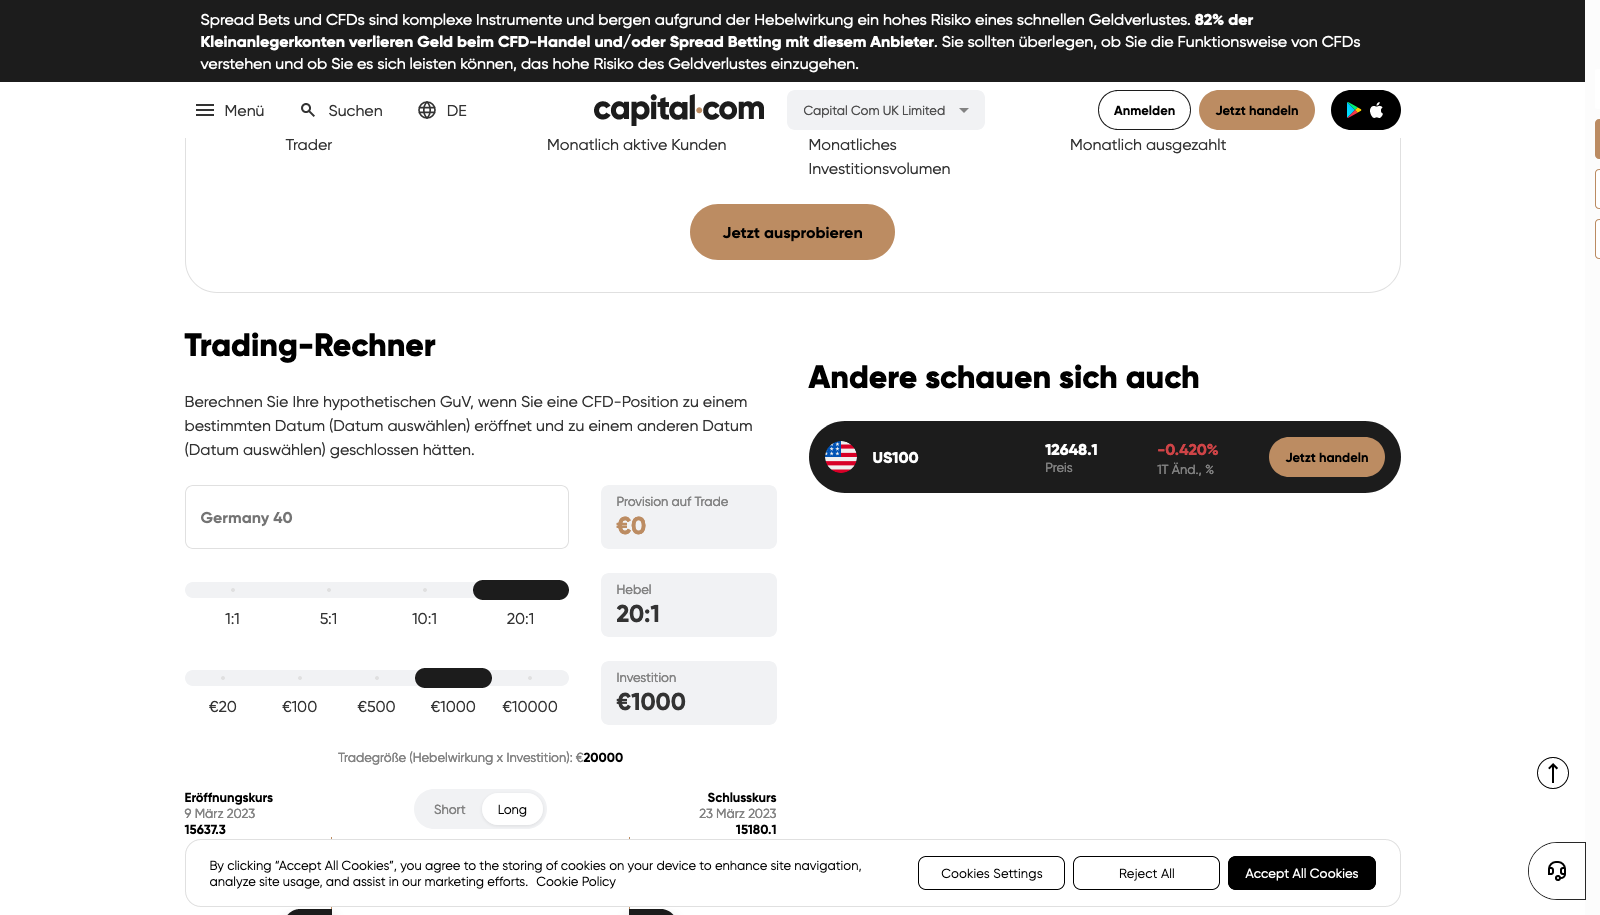 Spread Bets und CFDs sind komplexe Instrumente und bergen aufgrund der Hebelwirkung ein hohes Risiko eines schnellen Geldverlustes. 82% der
Kleinanlegerkonten verlieren Geld beim CFD-Handel und/oder Spread Betting mit diesem Anbieter. Sie sollten überlegen, ob Sie die Funktionsweise von CFDs
verstehen und ob Sie es sich leisten können, das hohe Risiko des Geldverlustes einzugehen.
Menü
Suchen
DE
capital.com
Capital Com UK Limited
Anmelden
Jetzt handeln
Trader
Monatlich aktive Kunden
Monatliches
Investitionsvolumen
Monatlich ausgezahlt
Jetzt ausprobieren
Trading-Rechner
Berechnen Sie Ihre hypothetischen GuV, wenn Sie eine CFD-Position zu einem
bestimmten Datum (Datum auswählen) eröffnet und zu einem anderen Datum
(Datum auswählen) geschlossen hätten.
Germany 40
Provision auf Trade
€0
1:1
5:1
10:1
20:1
Hebel
20:1
€20
€100
€500
€1000
€10000
Investition
€1000
Tradegröße (Hebelwirkung x Investition): €20000
Eröffnungskurs
9 März 2023
15637.3
Short
Long
Schlusskurs
23 März 2023
15180.1
Andere schauen sich auch
US100
12648.1
Preis
-0.420%
1T Änd., %
Jetzt handeln
By clicking “Accept All Cookies”, you agree to the storing of cookies on your device to enhance site navigation,
analyze site usage, and assist in our marketing efforts. Cookie Policy
Cookies Settings
Reject All
Accept All Cookies